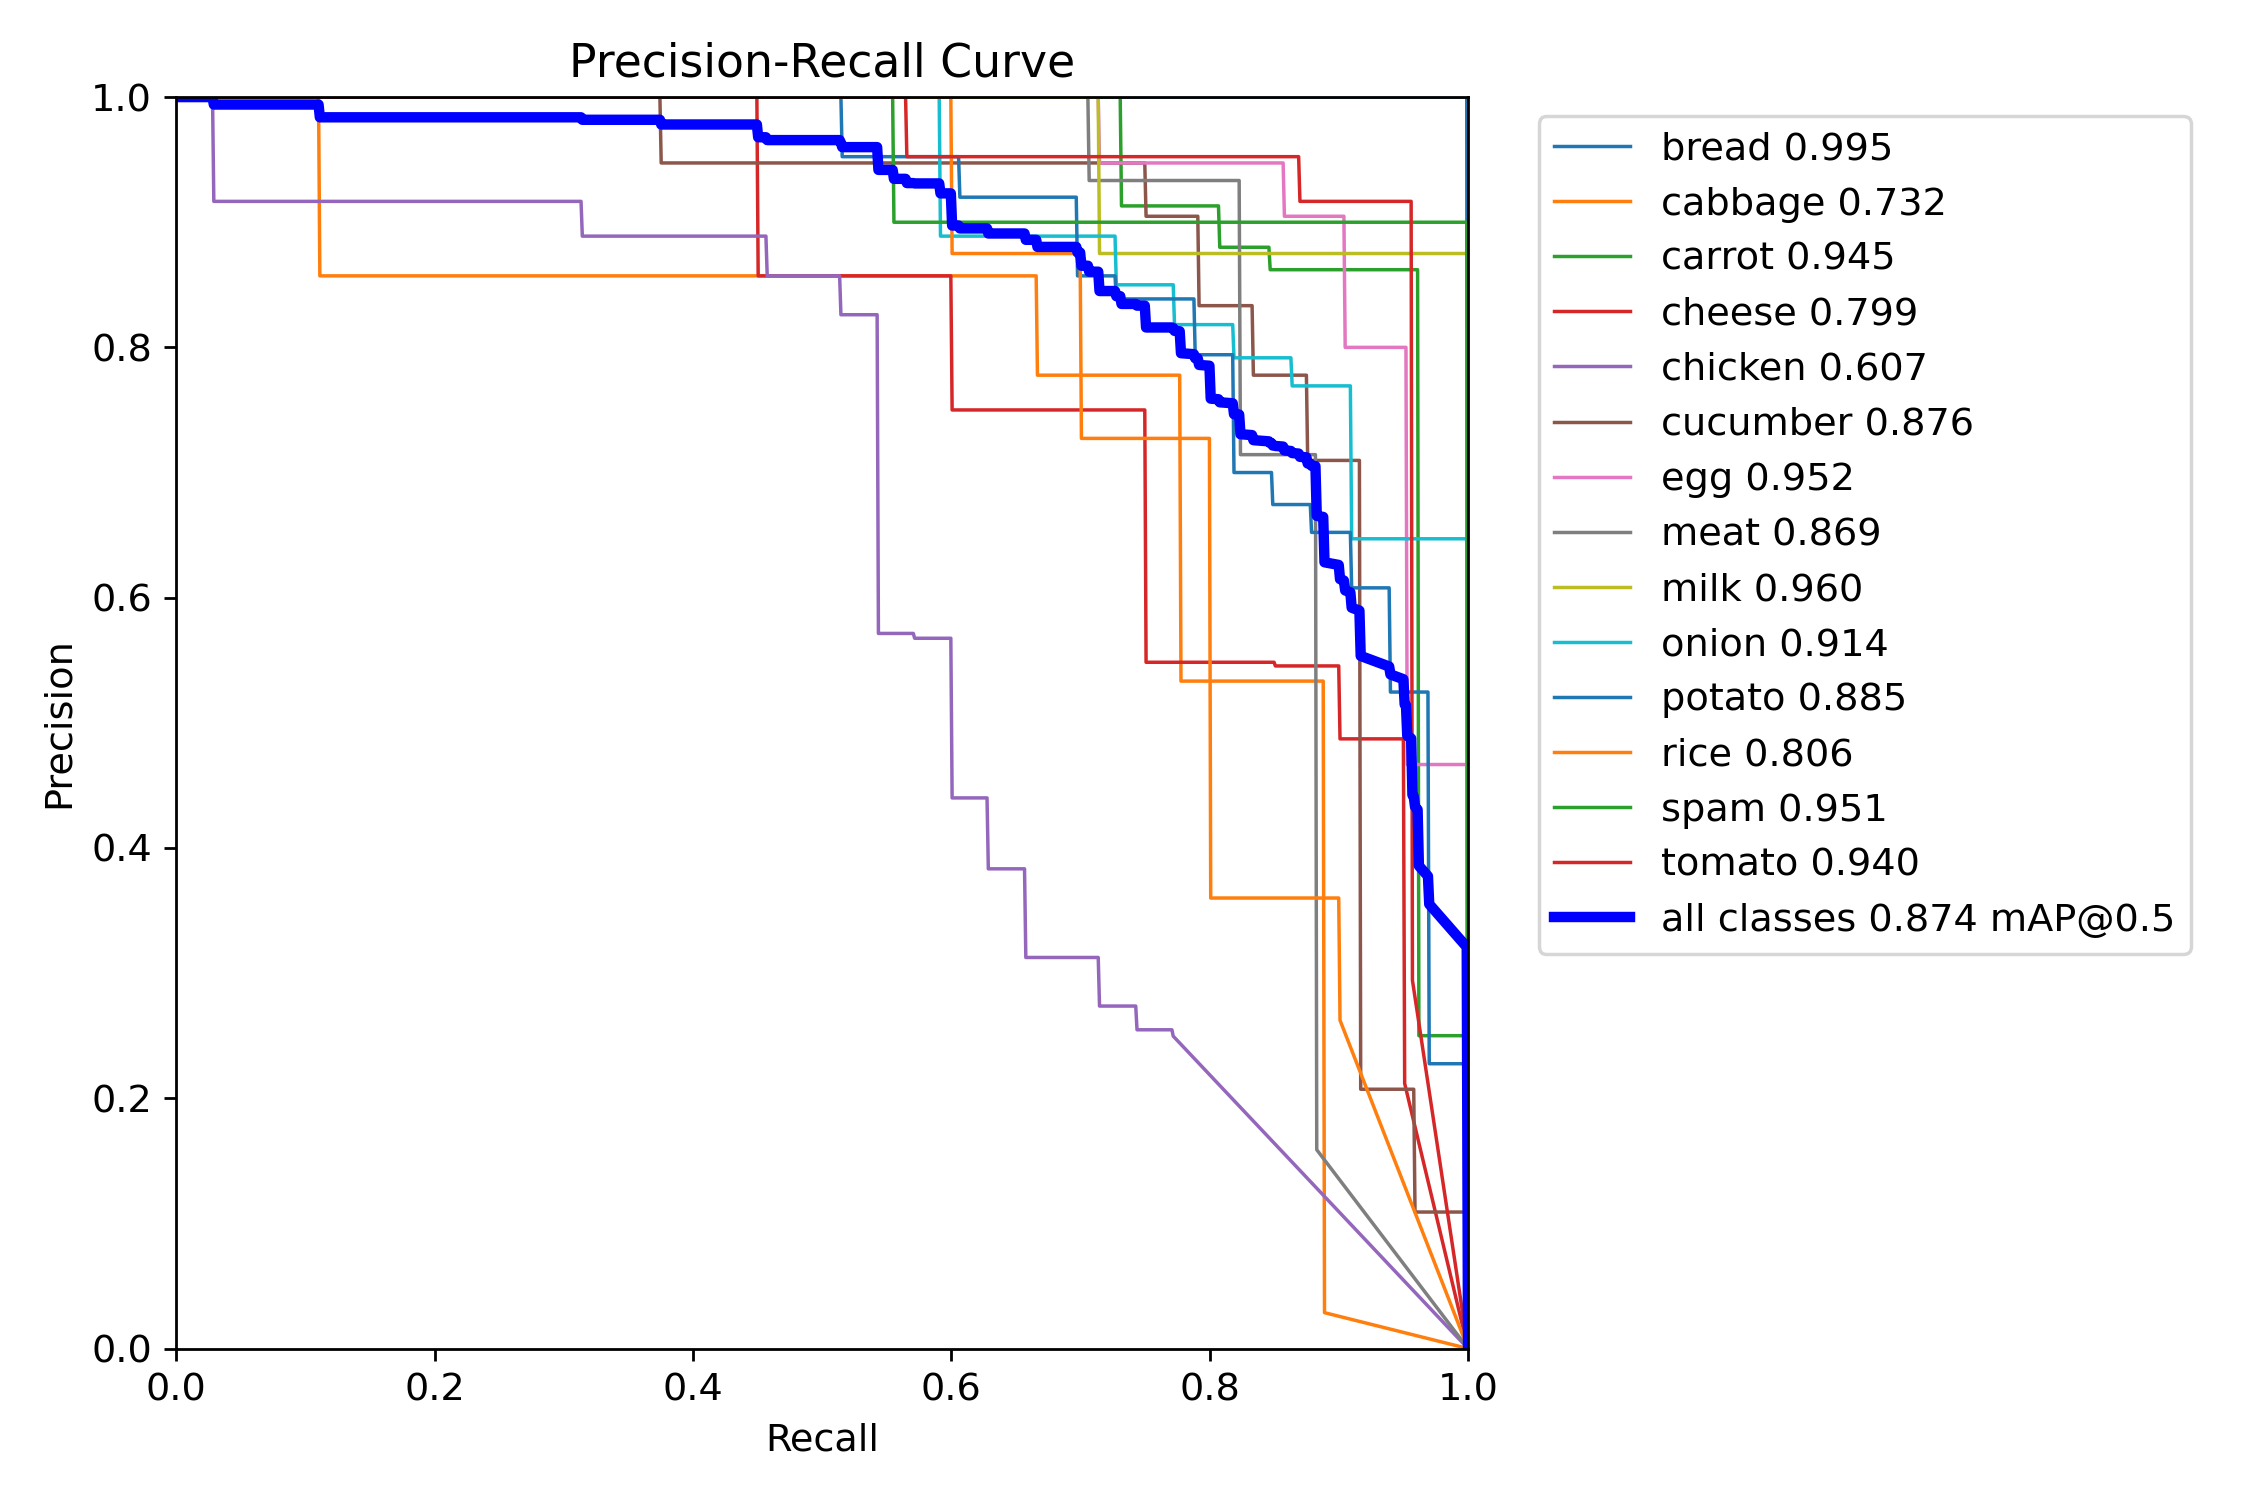 Precision-Recall Curve
1.0
0.8
0.6
0.4
0.2
0.0
Precision
0.0 0.2 0.4 0.6 0.8 1.0
Recall
bread 0.995
cabbage 0.732
carrot 0.945
cheese 0.799
chicken 0.607
cucumber 0.876
egg 0.952
meat 0.869
milk 0.960
onion 0.914
potato 0.885
rice 0.806
spam 0.951
tomato 0.940
all classes 0.874 mAP@0.5